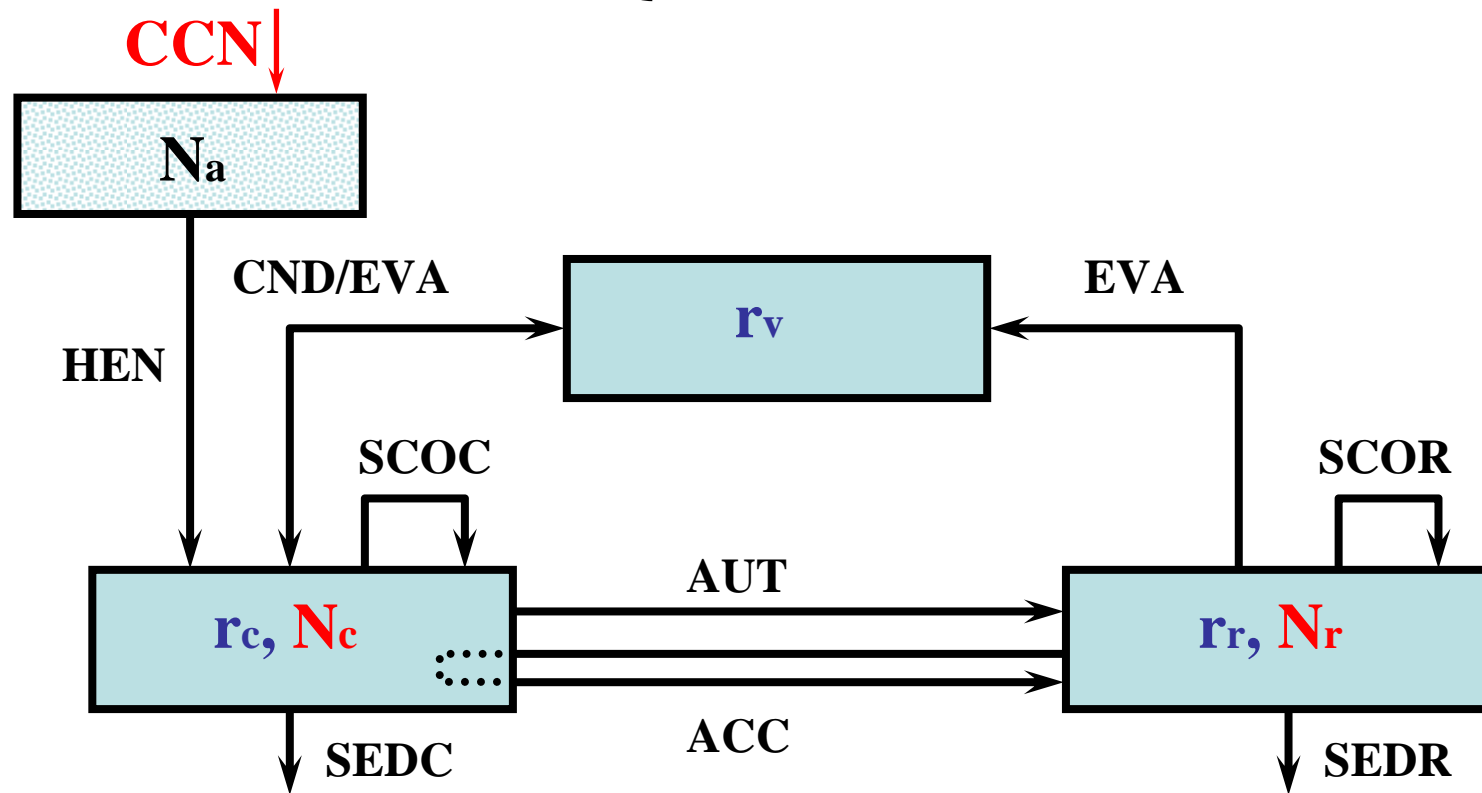 CCN
Na
CND/EVA
EVA
rv
HEN
SCOC
SCOR
AUT
rc, Nc
rr, Nr
ACC
SEDC
SEDR